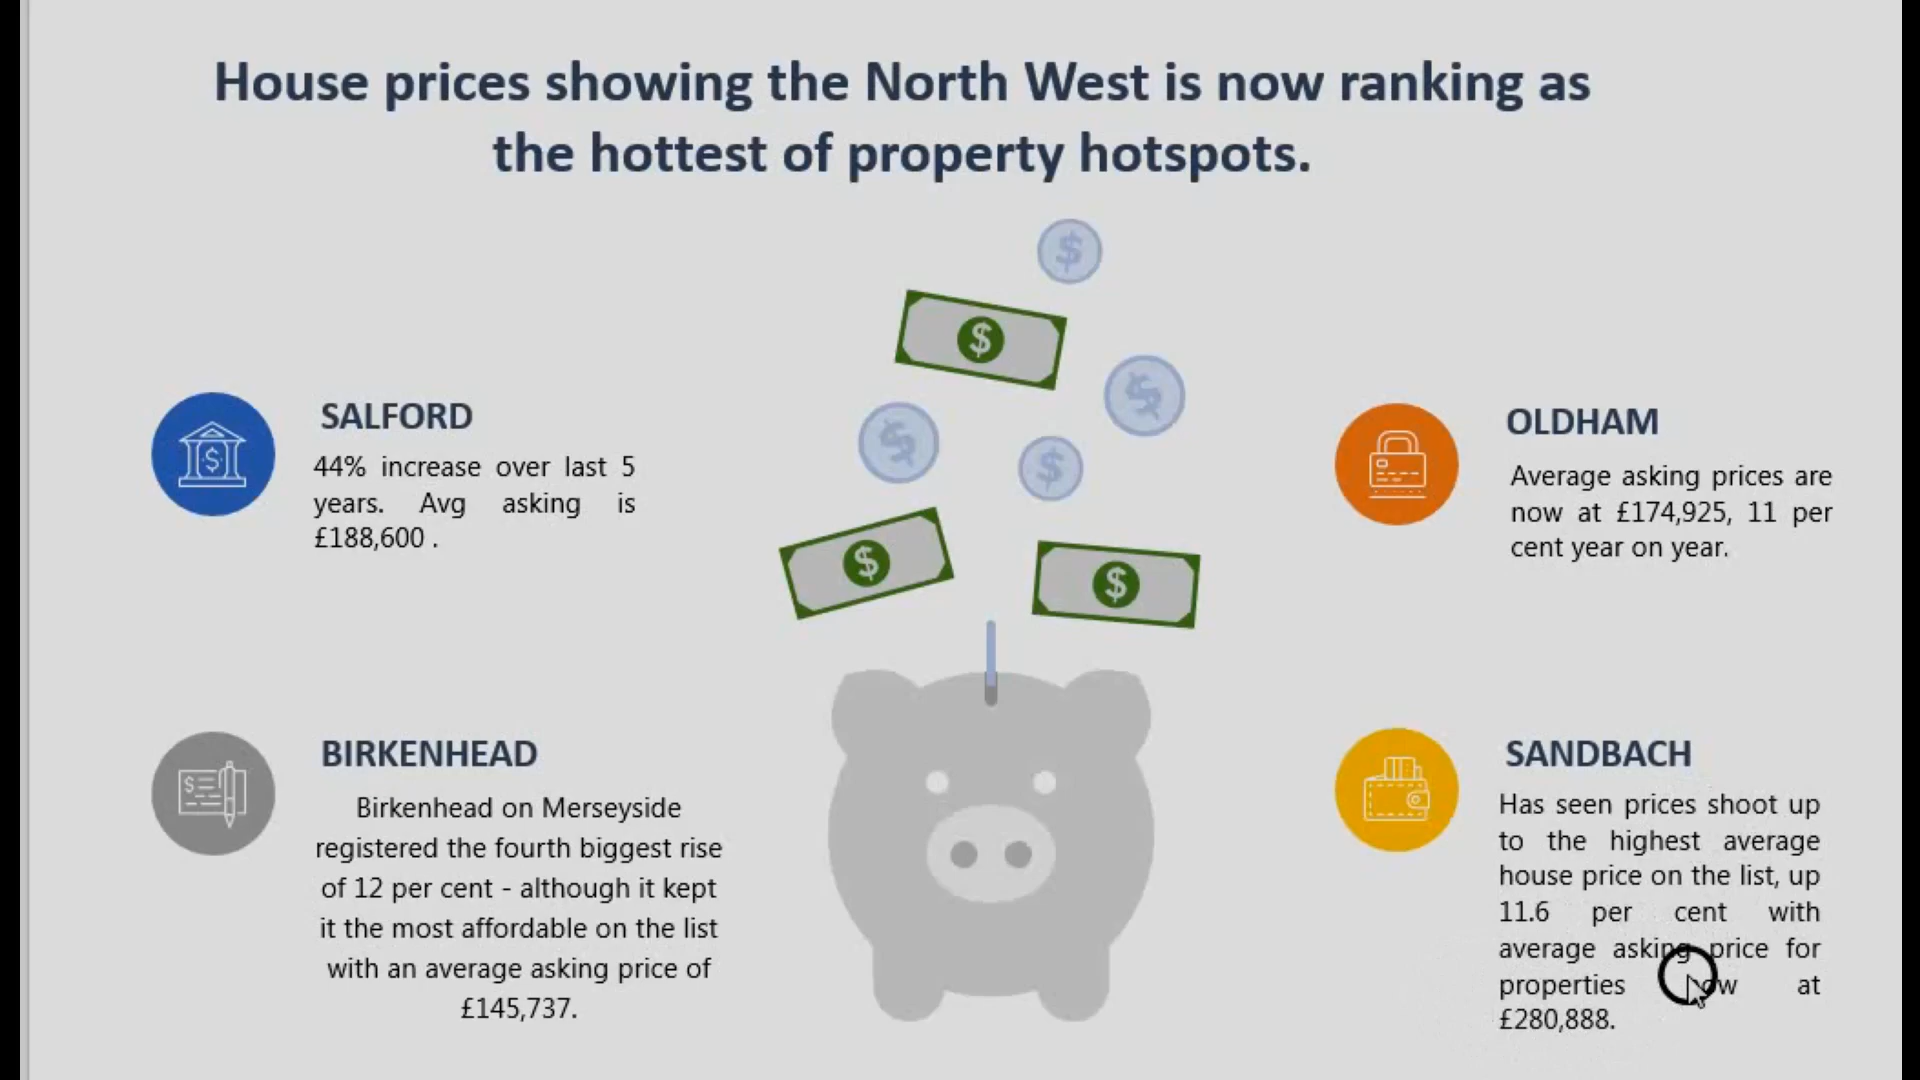 House prices showing the North West is now ranking as
the hottest of property hotspots.
$
$
$
$
$
$
$
SALFORD
44% increase over last 5
years. Avg asking is
£188,600 .
OLDHAM
Average asking prices are
now at £174,925, 11 per
cent year on year.
BIRKENHEAD
Birkenhead on Merseyside
registered the fourth biggest rise
of 12 per cent - although it kept
it the most affordable on the list
with an average asking price of
£145,737.
SANDBACH
Has seen prices shoot up
to the highest average
house price on the list, up
11.6 per cent with
average asking price for
properties now at
£280,888.